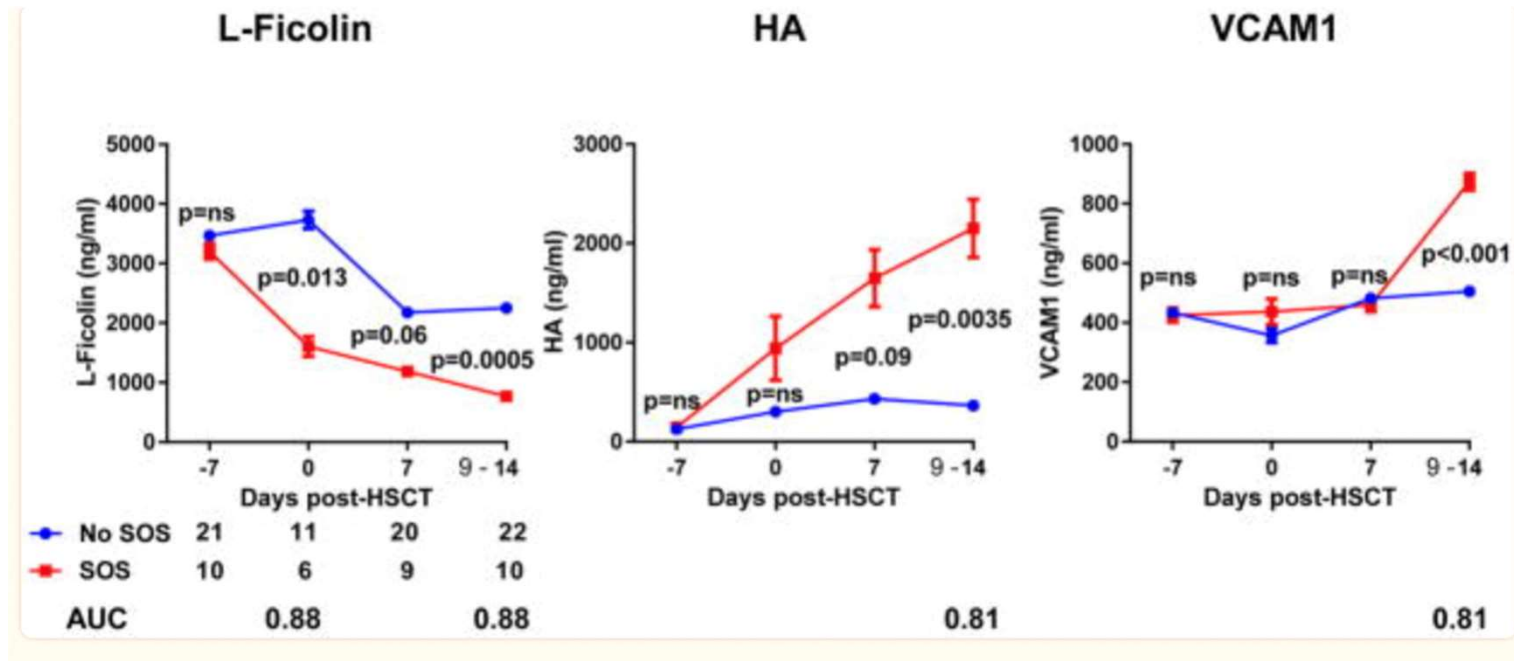 L-Ficolin
HA
VCAM1
L-Ficolin (ng/ml)
5000
4000
3000
2000
1000
0
p=ns
p=0.013
p=0.06
p=0.0005
-7 0 7 9 - 14
Days post-HSCT
HA (ng/ml)
3000
2000
1000
0
p=ns
p=ns
p=0.09
p=0.0035
-7 0 7 9 - 14
Days post-HSCT
VCAM1 (ng/ml)
1000
800
600
400
200
0
p=ns
p=ns
p=ns
p<0.001
-7 0 7 9 - 14
Days post-HSCT
No SOS 21 11 20 22
SOS 10 6 9 10
AUC 0.88 0.88 0.81 0.81